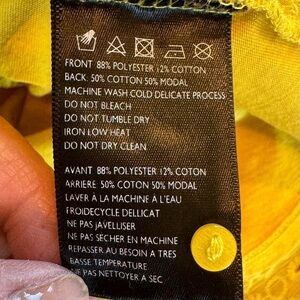 FRONT 88% POLYESTER 12% COTTON
BACK: 50% COTTON 50% MODAL
MACHINE WASH COLD DELICATE PROCESS
DO NOT BLEACH
DO NOT TUMBLE DRY
IRON LOW HEAT
DO NOT DRY CLEAN
AVANT 88% POLYESTER 12% COTTON
ARRIERE 50% COTTON 50% MODAL
LAVER A LA MACHINE A L'EAU
FROIDECYCLE DELLICAT
NE PAS JAVELLISER
NE PAS SECHER EN MACHINE
REPASSER AU BESOIN A TRES
BASSE TEMPERATURE
NE PAS NETTOYER A SEC